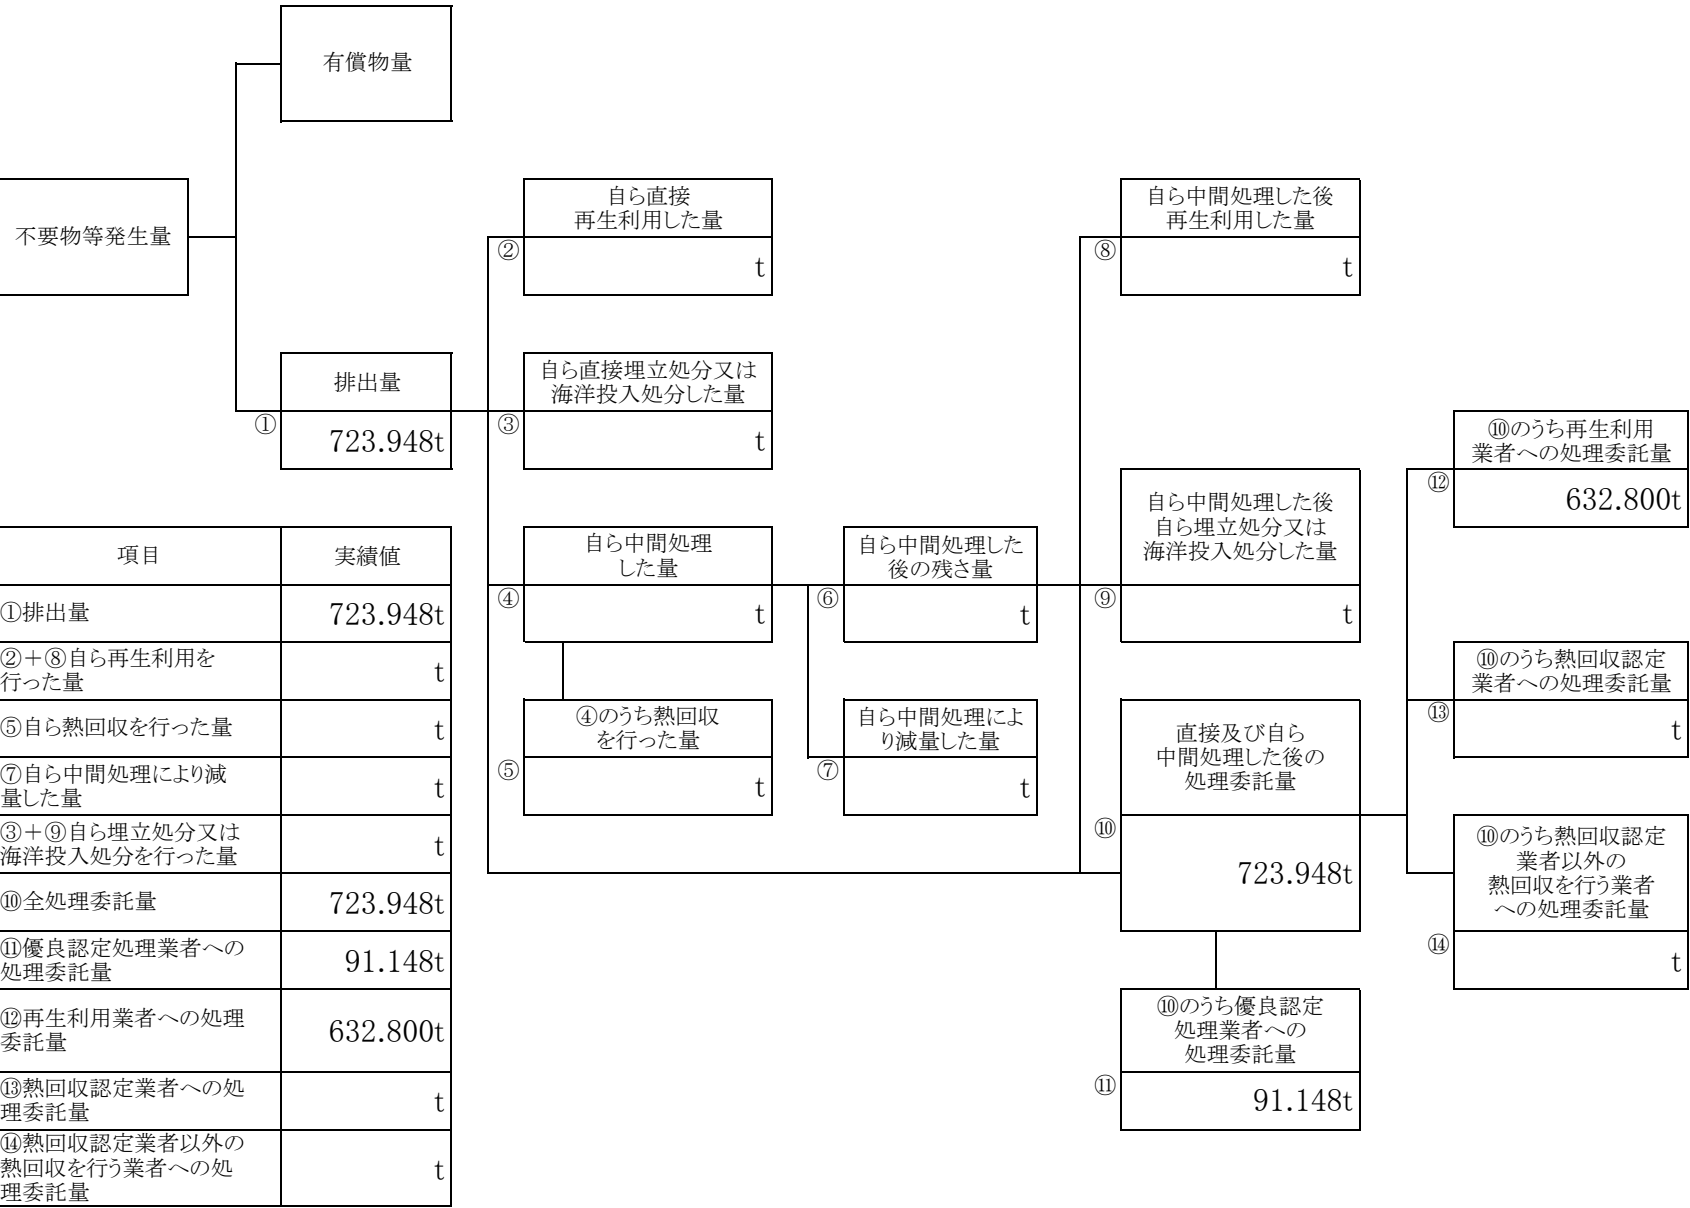 有償物量
不要物等発生量
自ら直接
再生利用した量
②
t
自ら中間処理した後
再生利用した量
⑧
t
排出量
①
723.948t
自ら直接埋立処分又は
海洋投入処分した量
③
t
⑩のうち再生利用
業者への処理委託量
⑫
632.800t
自ら中間処理した後
自ら埋立処分又は
海洋投入処分した量
⑨
t
自ら中間処理
した量
④
t
自ら中間処理した
後の残さ量
⑥
t
⑩のうち熱回収認定
業者への処理委託量
⑬
t
④のうち熱回収
を行った量
⑤
t
自ら中間処理によ
り減量した量
⑦
t
直接及び自ら
中間処理した後の
処理委託量
⑩
723.948t
⑩のうち熱回収認定
業者以外の
熱回収を行う業者
への処理委託量
⑭
t
⑩のうち優良認定
処理業者への
処理委託量
⑪
91.148t
項目
実績値
①排出量
723.948t
②＋⑧自ら再生利用を
行った量
t
⑤自ら熱回収を行った量
t
⑦自ら中間処理により減
量した量
t
③＋⑨自ら埋立処分又は
海洋投入処分を行った量
t
⑩全処理委託量
723.948t
⑪優良認定処理業者への
処理委託量
91.148t
⑫再生利用業者への処理
委託量
632.800t
⑬熱回収認定業者への処
理委託量
t
⑭熱回収認定業者以外の
熱回収を行う業者への処
理委託量
t